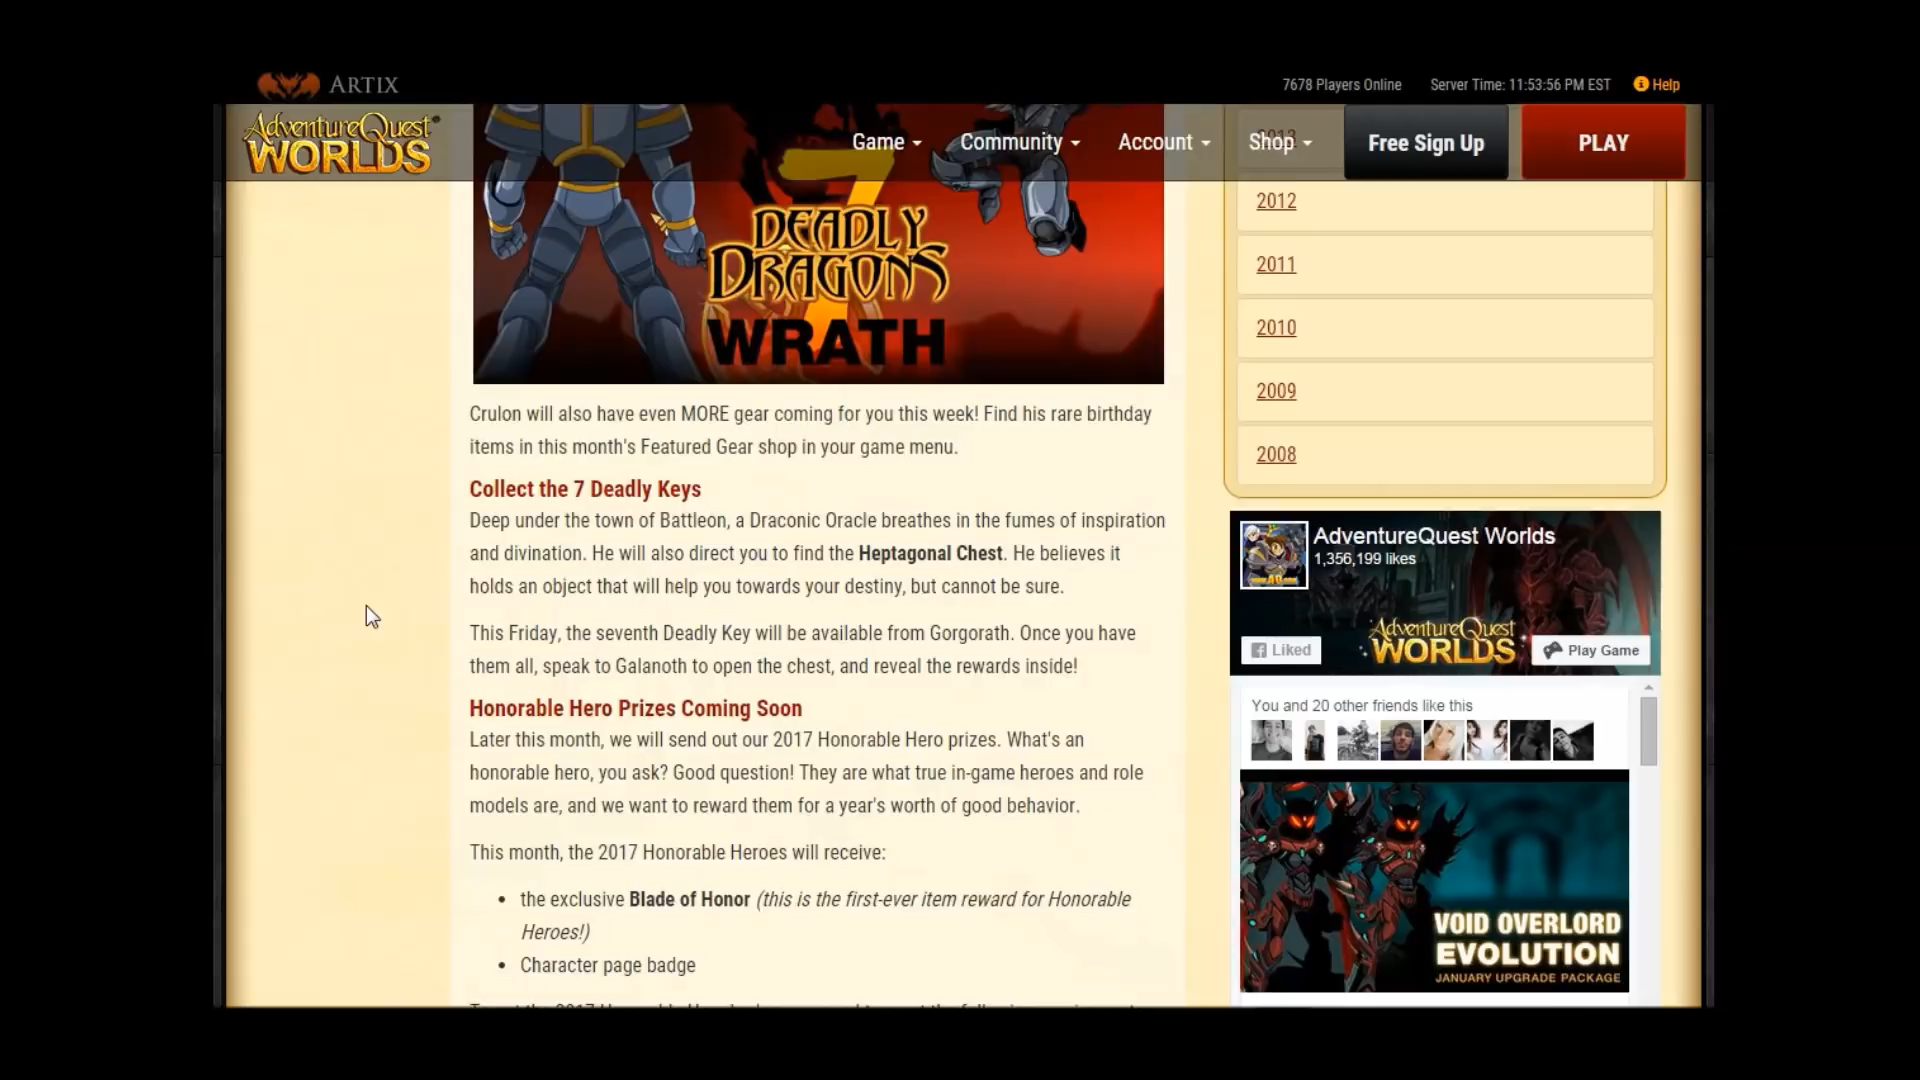 ARTIX
7678 Players Online
Server Time: 11:53:56 PM EST
Help
AdventureQuest
WORLDS
Game
Community
Account
Shop
Free Sign Up
PLAY
7
DEADLY
DRAGONS
WRATH
Crulon will also have even MORE gear coming for you this week! Find his rare birthday
items in this month's Featured Gear shop in your game menu.
Collect the 7 Deadly Keys
Deep under the town of Battleon, a Draconic Oracle breathes in the fumes of inspiration
and divination. He will also direct you to find the Heptagonal Chest. He believes it
holds an object that will help you towards your destiny, but cannot be sure.
This Friday, the seventh Deadly Key will be available from Gorgorath. Once you have
them all, speak to Galanoth to open the chest, and reveal the rewards inside!
Honorable Hero Prizes Coming Soon
Later this month, we will send out our 2017 Honorable Hero prizes. What's an
honorable hero, you ask? Good question! They are what true in-game heroes and role
models are, and we want to reward them for a year's worth of good behavior.
This month, the 2017 Honorable Heroes will receive:
• the exclusive Blade of Honor (this is the first-ever item reward for Honorable
Heroes!)
• Character page badge
2013
2012
2011
2010
2009
2008
AdventureQuest Worlds
1,356,199 likes
AdventureQuest
WORLDS
Liked
Play Game
You and 20 other friends like this
VOID OVERLORD
EVOLUTION
JANUARY UPGRADE PACKAGE